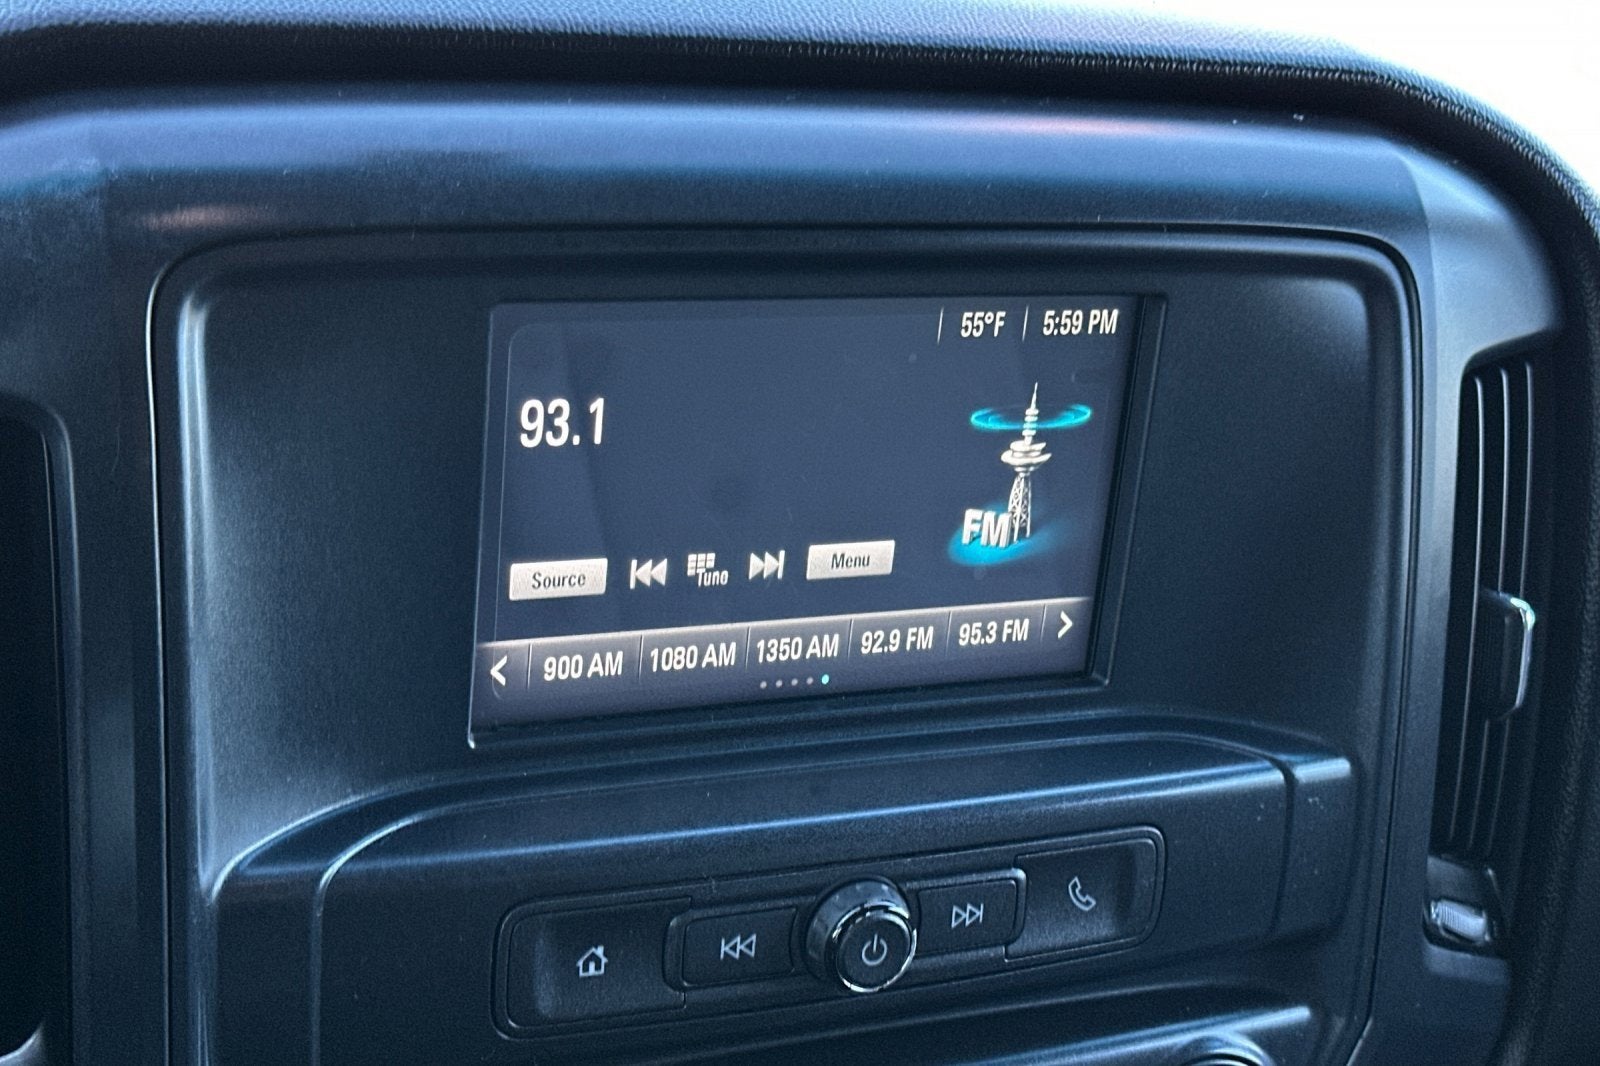 55°F 5:59 PM
93.1
FM
Source Tune Menu
900 AM 1080 AM 1350 AM 92.9 FM 95.3 FM